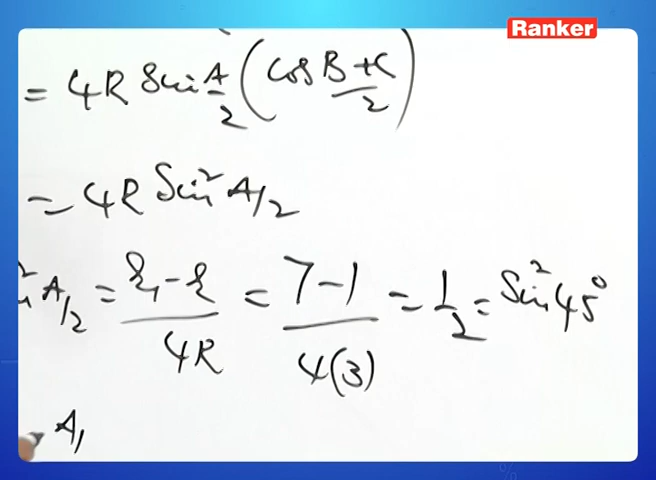 Ranker
= 4R Sin A/2 (Cos B+C/2)
= 4R Sin² A/2
A/2 = r₁-r/4R = 7-1/4(3) = 1/2 = Sin² 45°
A/